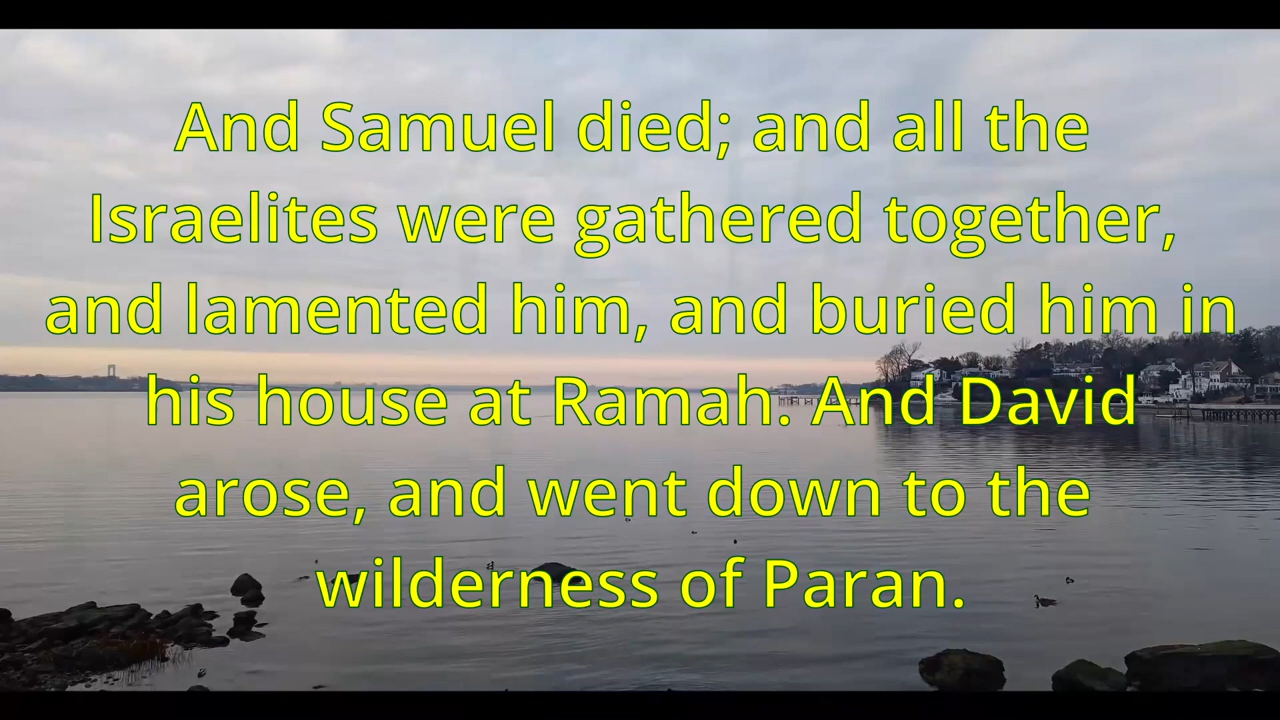 And Samuel died; and all the
Israelites were gathered together,
and lamented him, and buried him in
his house at Ramah. And David
arose, and went down to the
wilderness of Paran.